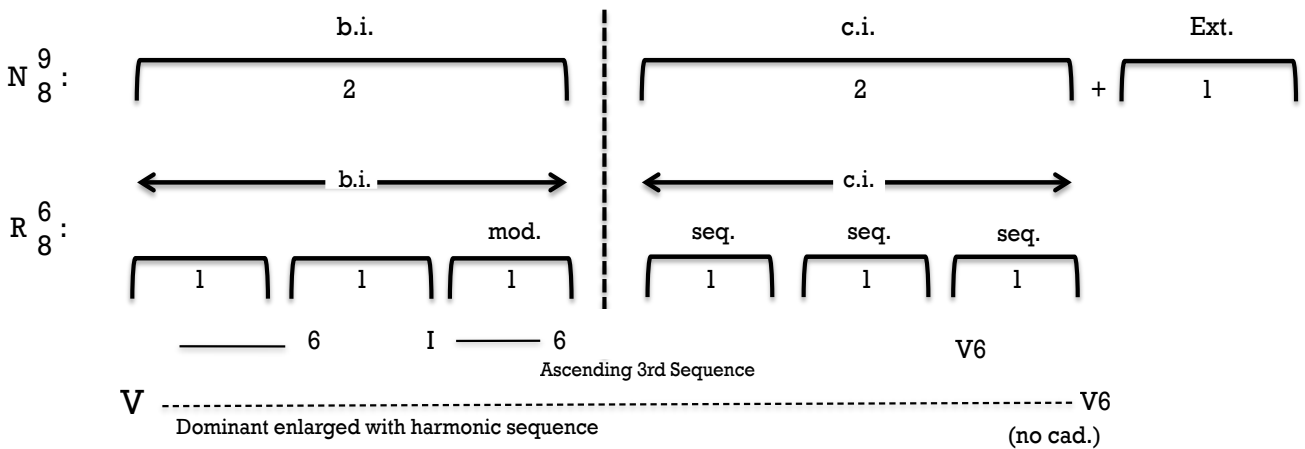 b.i. c.i. Ext.
N 9 8 :
2 2 + 1
b.i. c.i.
R 6 8 :
mod. seq. seq. seq.
1 1 1 1 1 1
6 I 6 V6
Ascending 3rd Sequence
V V6
Dominant enlarged with harmonic sequence
(no cad.)